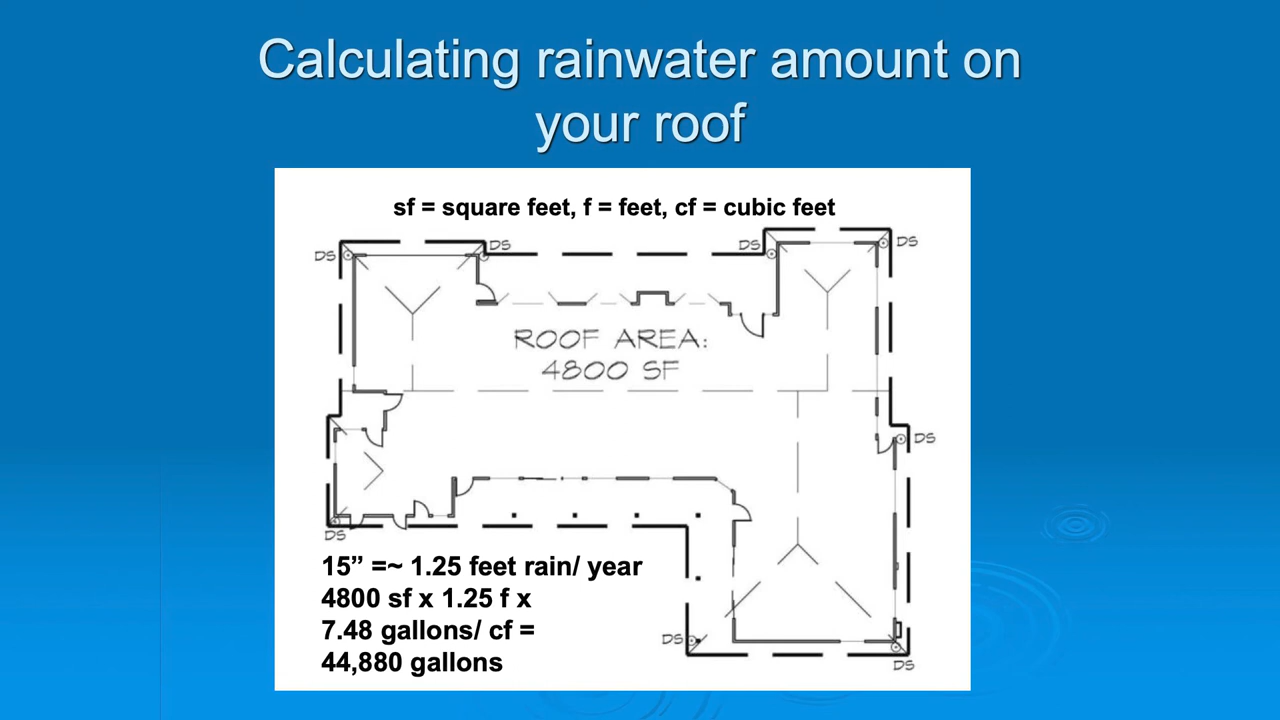 Calculating rainwater amount on
your roof
sf = square feet, f = feet, cf = cubic feet
DS
DS
DS
DS
ROOF AREA:
4800 SF
DS
DS
15” =~ 1.25 feet rain/ year
4800 sf x 1.25 f x
7.48 gallons/ cf =
44,880 gallons
DS
DS